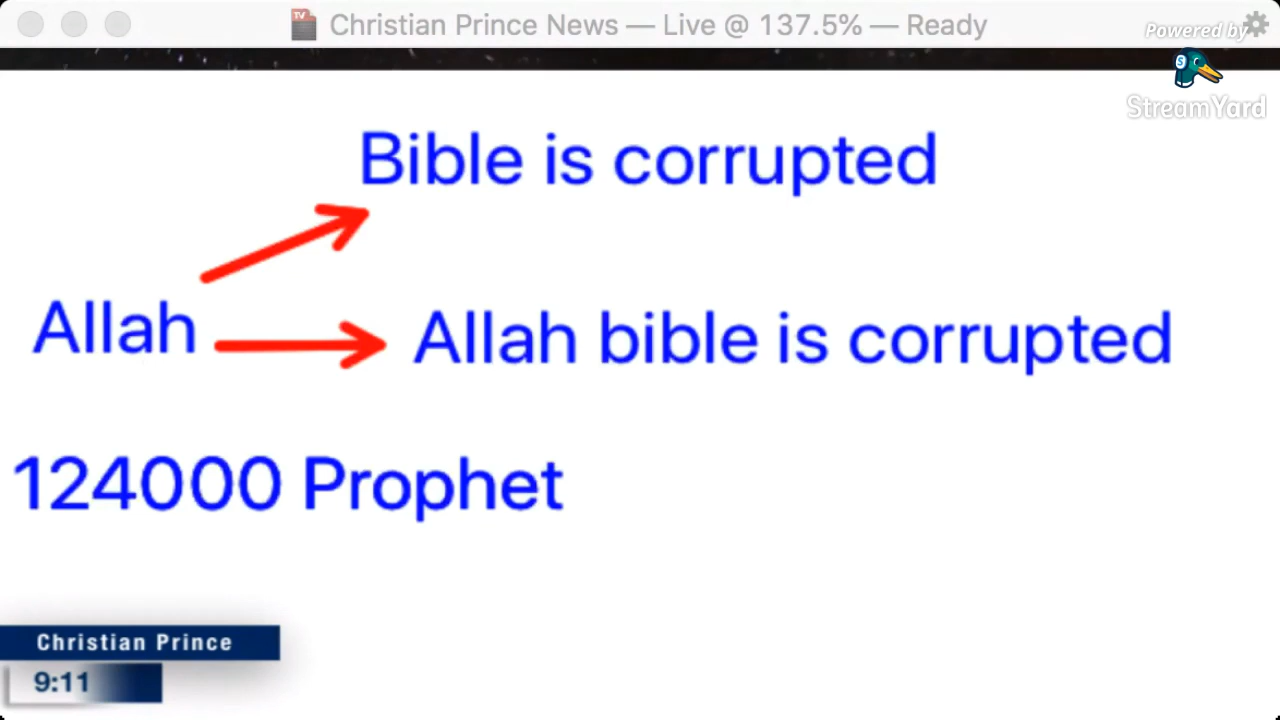 Christian Prince News — Live @ 137.5% — Ready
Powered by
StreamYard
Bible is corrupted
Allah
Allah bible is corrupted
124000 Prophet
Christian Prince
9:11